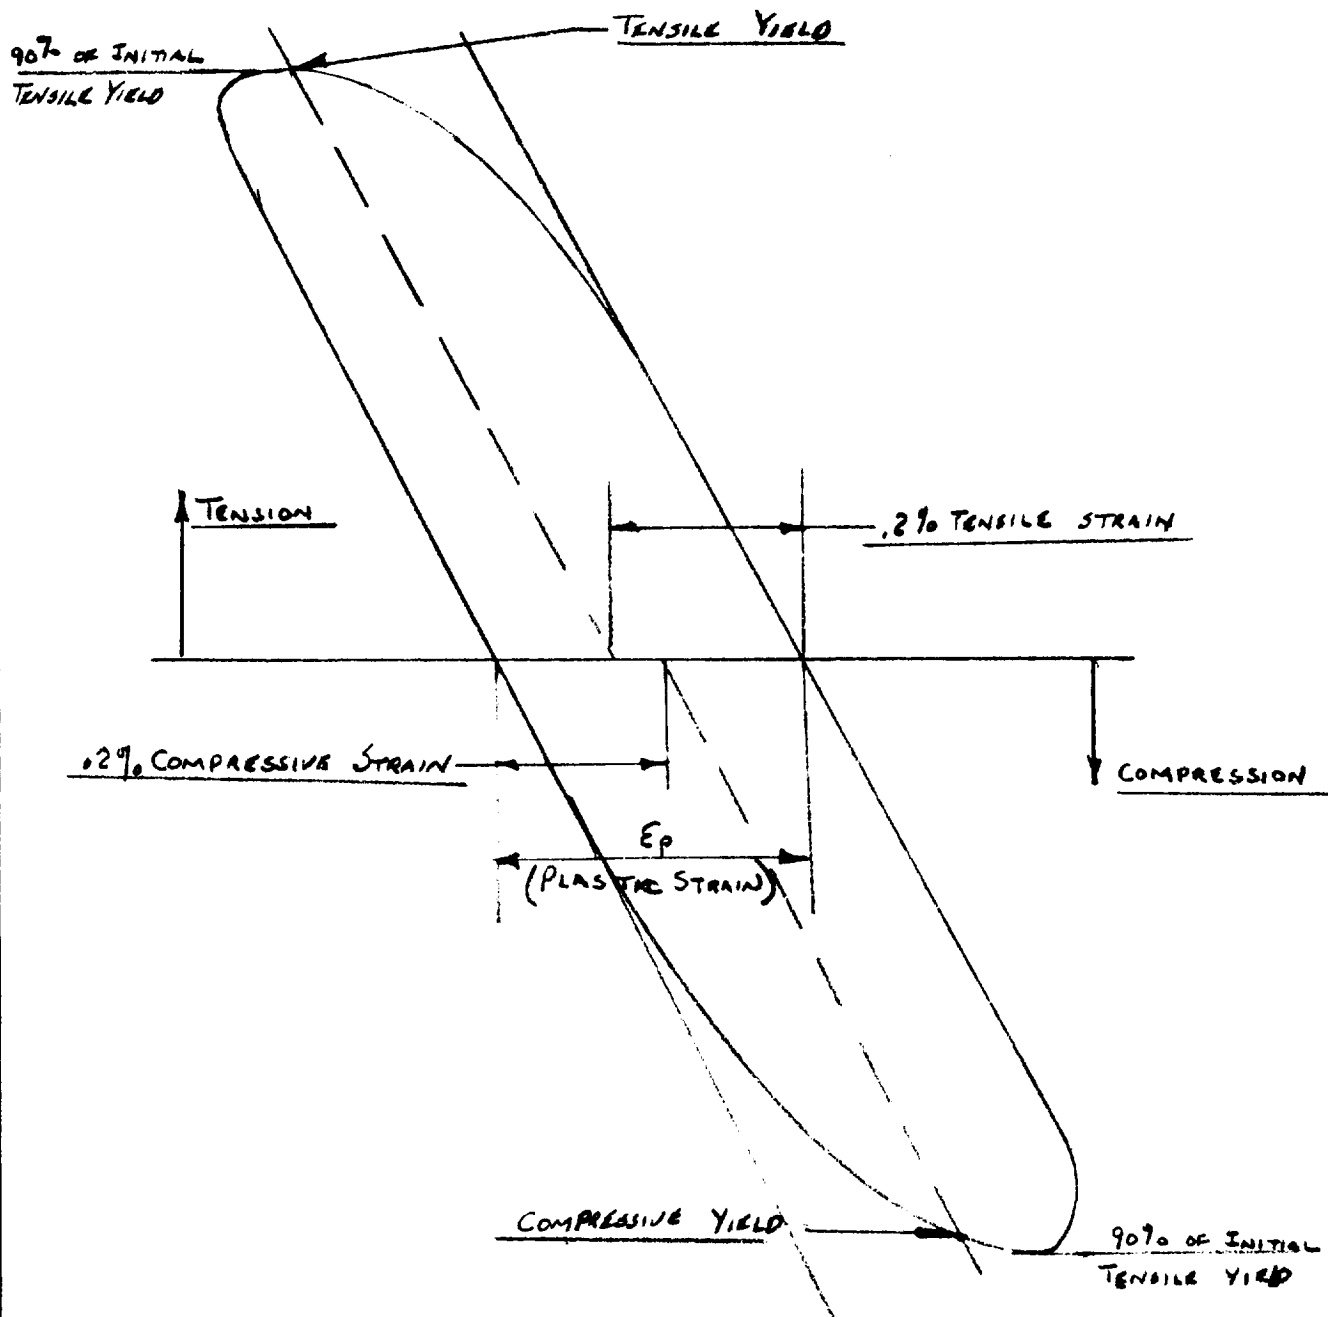 TENSILE YIELD
90% OF INITIAL
TENSILE YIELD
TENSION
.2% TENSILE STRAIN
.2% COMPRESSIVE STRAIN
COMPRESSION
εp
(PLASTIC STRAIN)
COMPRESSIVE YIELD
90% OF INITIAL
TENSILE YIELD